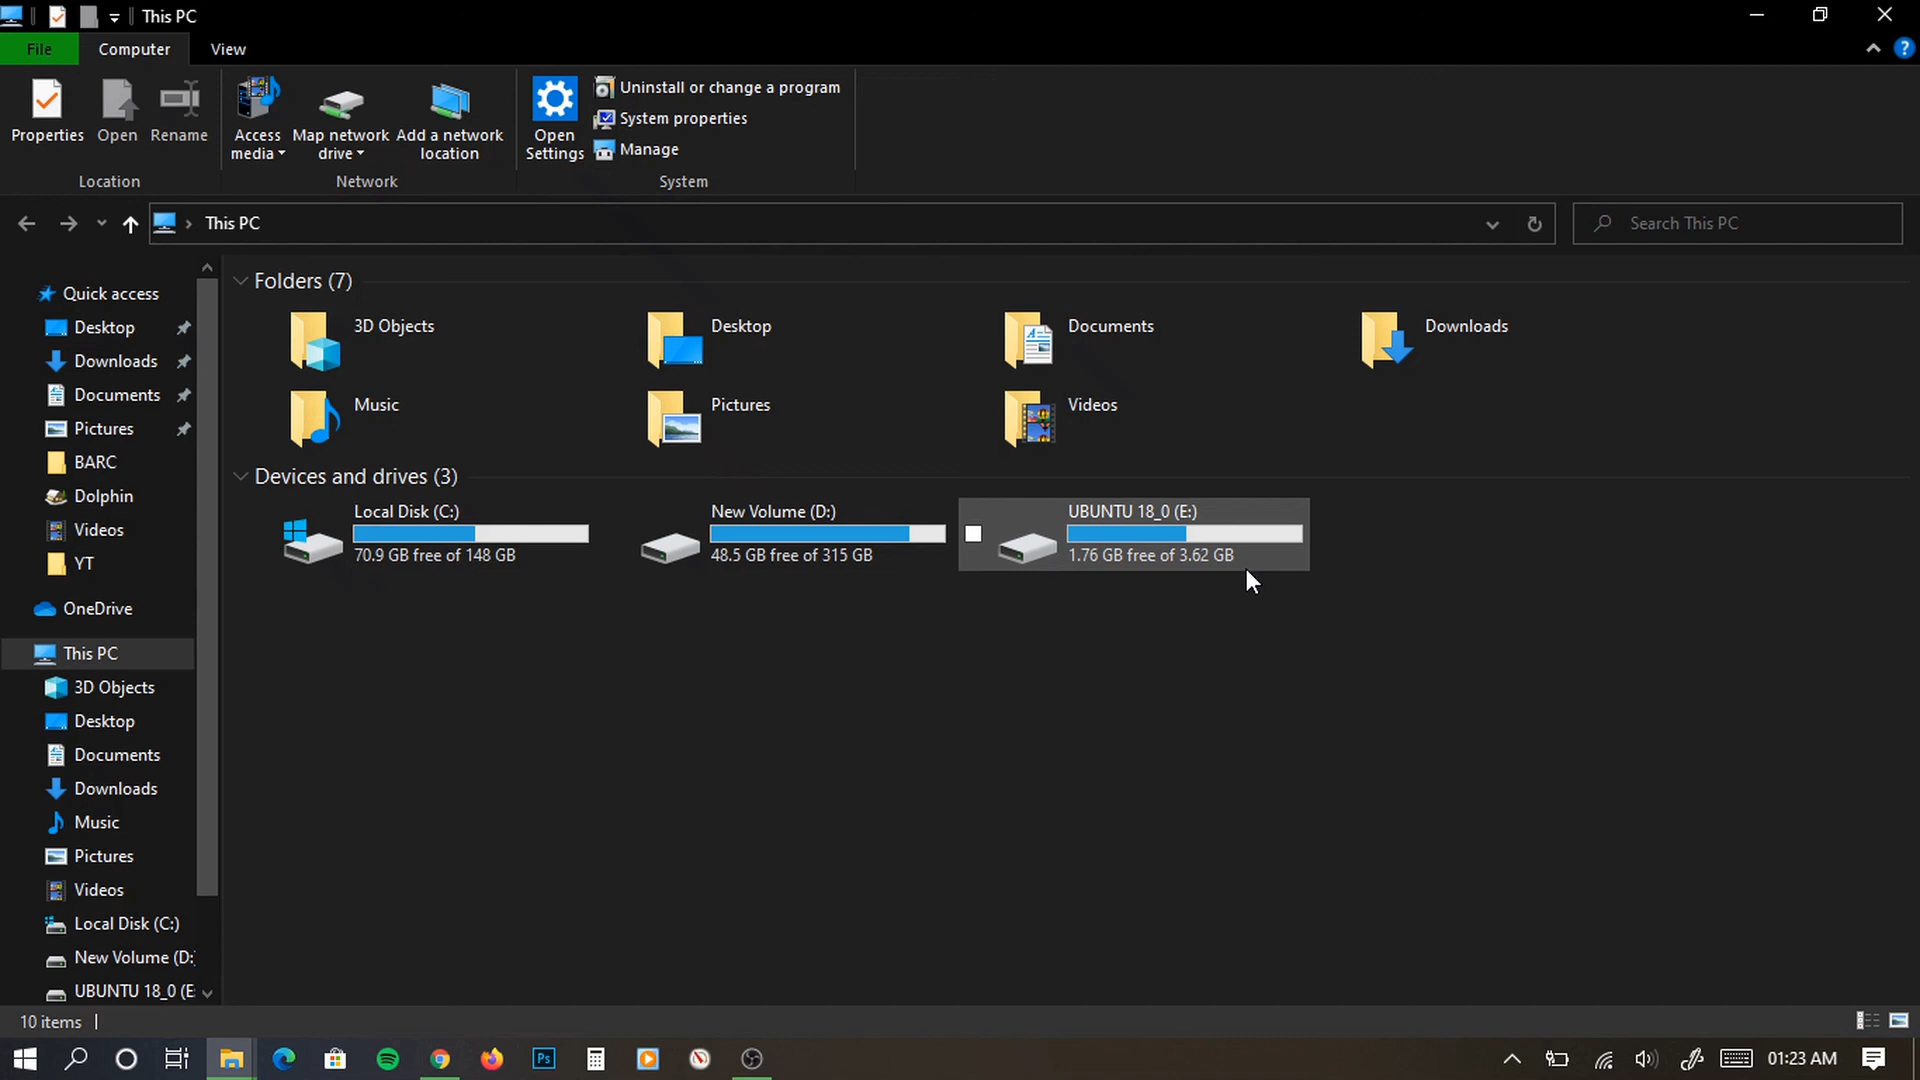 This PC
File
Computer
View
Properties
Open
Rename
Access media
Map network drive
Add a network location
Open Settings
Uninstall or change a program
System properties
Manage
Location
Network
System
This PC
Search This PC
Quick access
Desktop
Downloads
Documents
Pictures
BARC
Dolphin
Videos
YT
OneDrive
This PC
3D Objects
Desktop
Documents
Downloads
Music
Pictures
Videos
Local Disk (C:)
New Volume (D:)
UBUNTU 18_0 (E:
Folders (7)
3D Objects
Desktop
Documents
Downloads
Music
Pictures
Videos
Devices and drives (3)
Local Disk (C:)
70.9 GB free of 148 GB
New Volume (D:)
48.5 GB free of 315 GB
UBUNTU 18_0 (E:)
1.76 GB free of 3.62 GB
10 items
Ps
01:23 AM